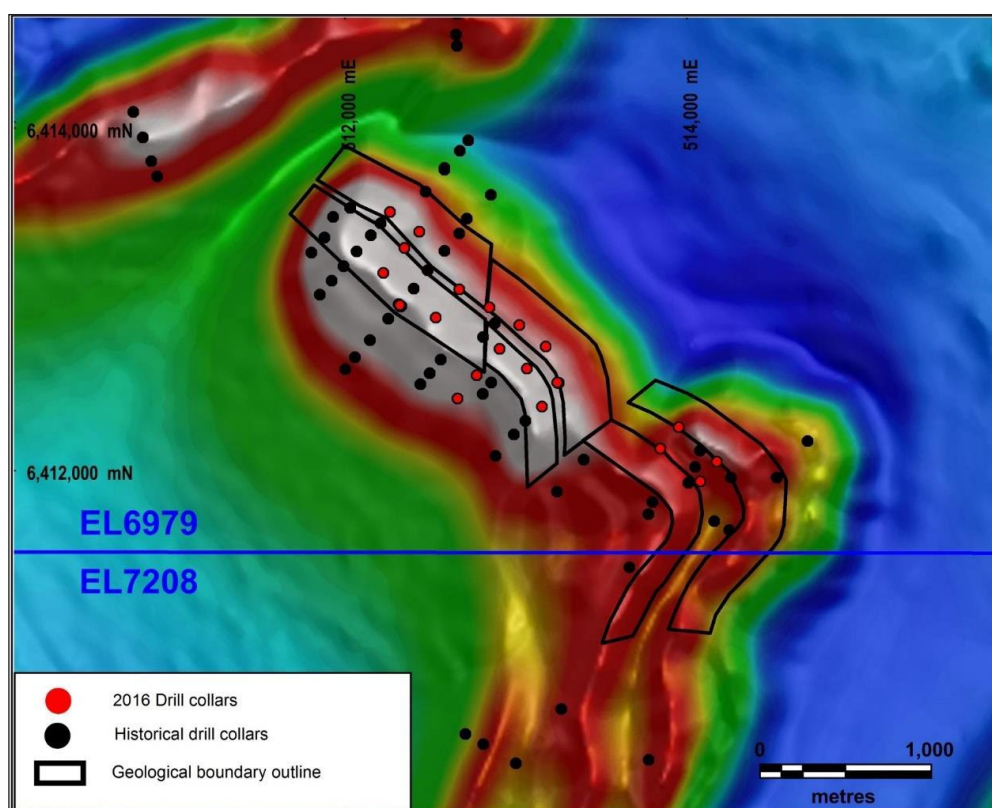 512,000 mE
514,000 mE
6,414,000 mN
6,412,000 mN
EL6979
EL7208
2016 Drill collars
Historical drill collars
Geological boundary outline
0 1,000
metres